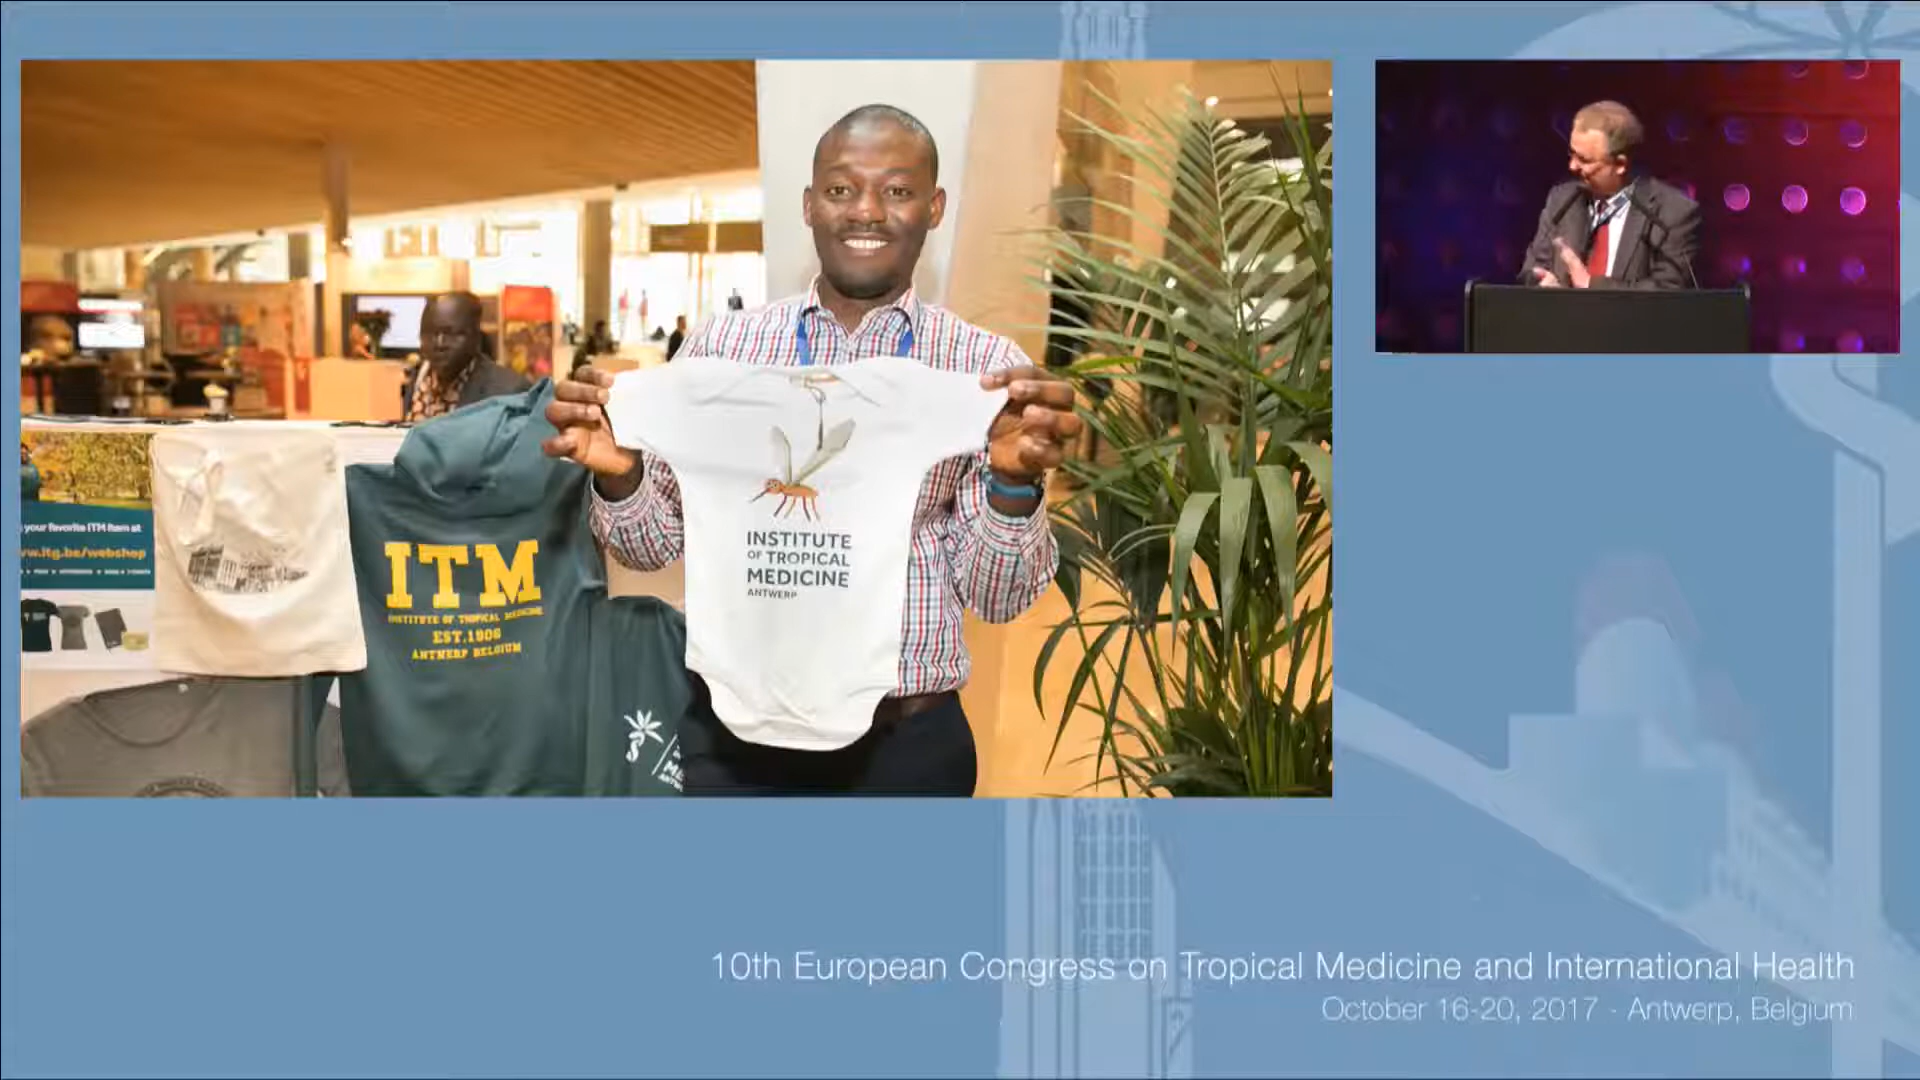 your favorite ITM item at
w.itg.be/webshop
ITM
INSTITUTE OF TROPICAL MEDICINE
EST.1906
ANTWERP BELGIUM
INSTITUTE
OF TROPICAL
MEDICINE
ANTWERP
10th European Congress on Tropical Medicine and International Health
October 16-20, 2017 - Antwerp, Belgium